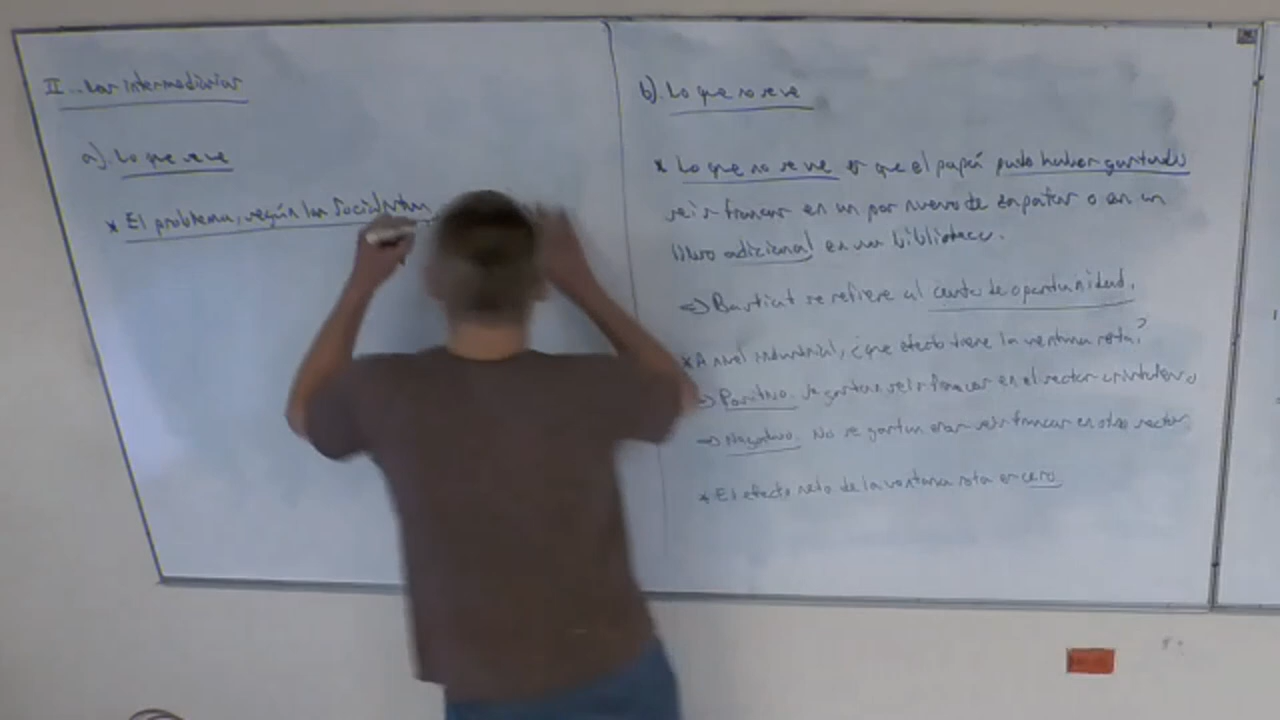 II. Los intermediarios
a). Lo que se ve
* El problema, según los socialistas
b). Lo que no se ve
* Lo que no se ve es que el papá pudo haber gastado
seis francos en un par nuevo de zapatos o en un
libro adicional en su biblioteca.
=> Bastiat se refiere al costo de oportunidad.
* A nivel industrial, ¿que efecto tiene la ventana rota?
=> Positivo. Se gastan seis francos en el sector cristalero
=> Negativo. No se gastan esos seis francos en otro sector
* El efecto neto de la ventana rota es cero.